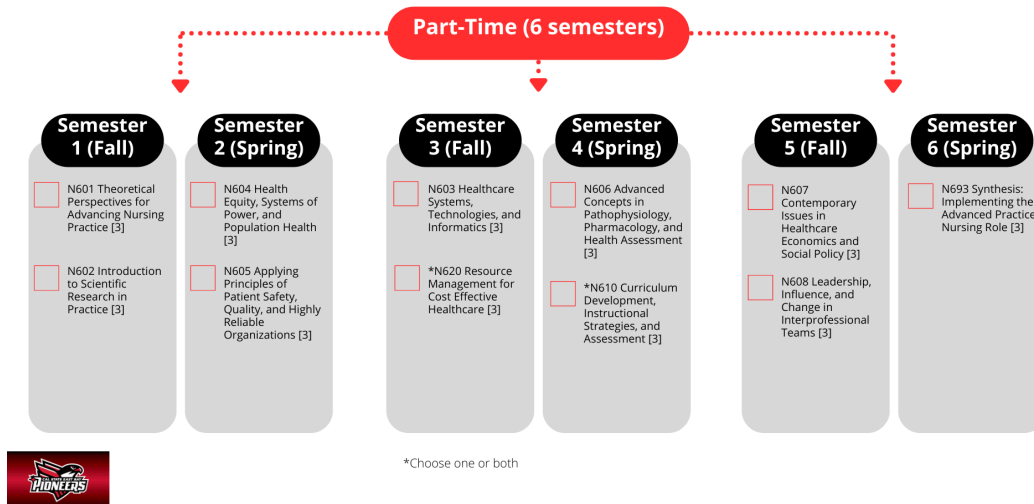 Part-Time (6 semesters)
Semester
1 (Fall)
N601 Theoretical
Perspectives for
Advancing Nursing
Practice [3]
N602 Introduction
to Scientific
Research in
Practice [3]
Semester
2 (Spring)
N604 Health
Equity, Systems of
Power, and
Population Health
[3]
N605 Applying
Principles of
Patient Safety,
Quality, and Highly
Reliable
Organizations [3]
Semester
3 (Fall)
N603 Healthcare
Systems,
Technologies, and
Informatics [3]
*N620 Resource
Management for
Cost Effective
Healthcare [3]
Semester
4 (Spring)
N606 Advanced
Concepts in
Pathophysiology,
Pharmacology, and
Health Assessment
[3]
*N610 Curriculum
Development,
Instructional
Strategies, and
Assessment [3]
Semester
5 (Fall)
N607
Contemporary
Issues in
Healthcare
Economics and
Social Policy [3]
N608 Leadership,
Influence, and
Change in
Interprofessional
Teams [3]
Semester
6 (Spring)
N693 Synthesis:
Implementing the
Advanced Practice
Nursing Role [3]
*Choose one or both
CAL STATE EAST BAY
PIONEERS